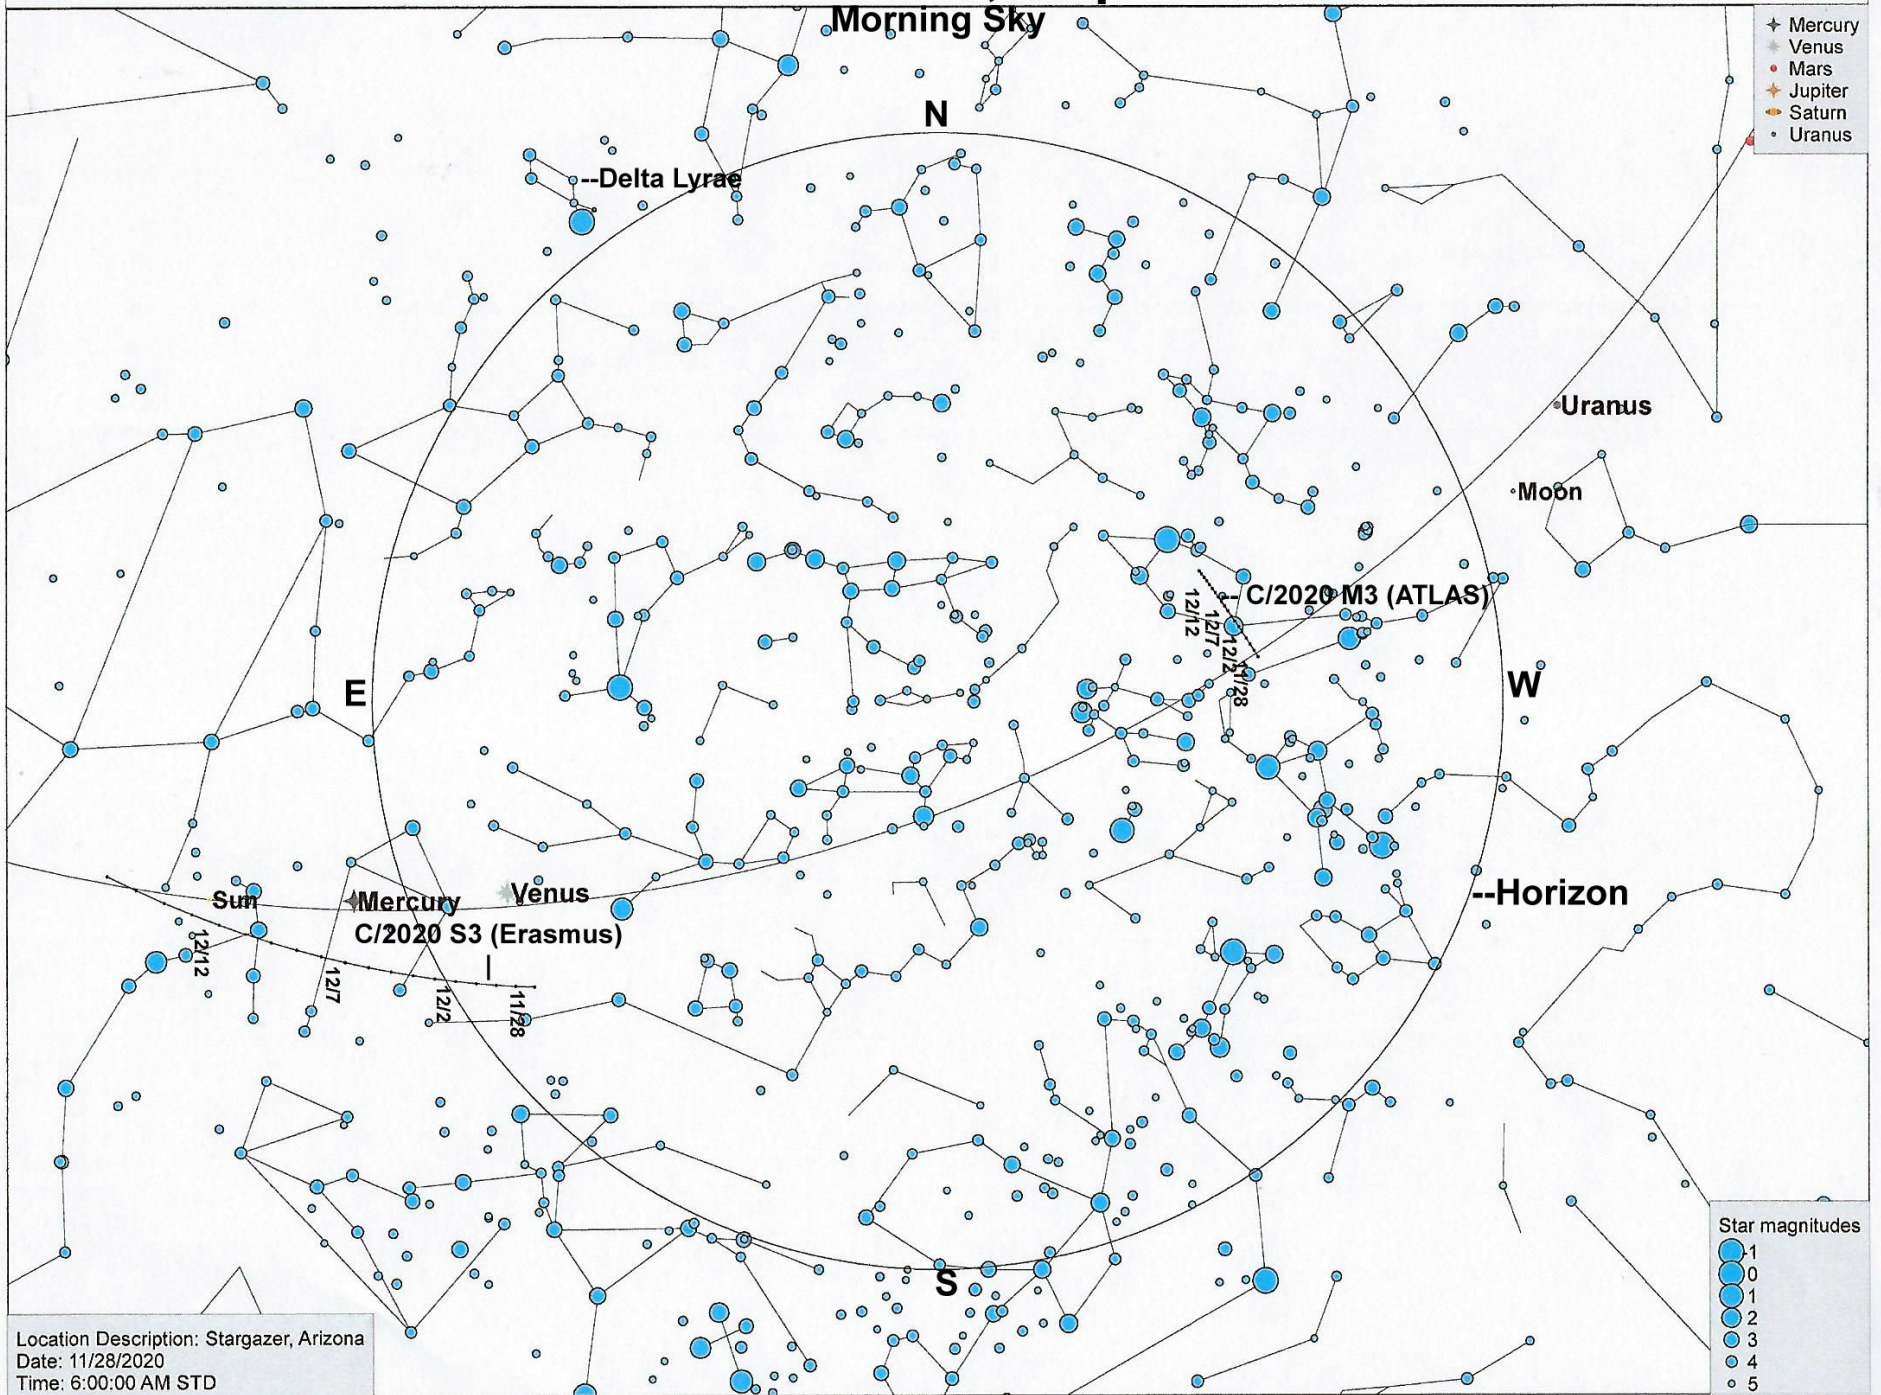 Morning Sky
Mercury
Venus
Mars
Jupiter
Saturn
Uranus
N
--Delta Lyrae
Uranus
Moon
-- C/2020 M3 (ATLAS)
12/12
12/7
12/2
11/28
E
W
Sun
Mercury
Venus
C/2020 S3 (Erasmus)
--Horizon
12/12
12/7
12/2
11/28
S
Star magnitudes
-1
0
1
2
3
4
5
Location Description: Stargazer, Arizona
Date: 11/28/2020
Time: 6:00:00 AM STD